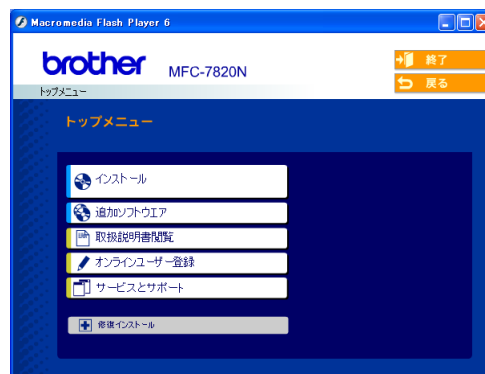 Macromedia Flash Player 6
brother MFC-7820N
終了
戻る
トップメニュー
トップメニュー
インストール
追加ソフトウエア
取扱説明書閲覧
オンラインユーザー登録
サービスとサポート
修復インストール